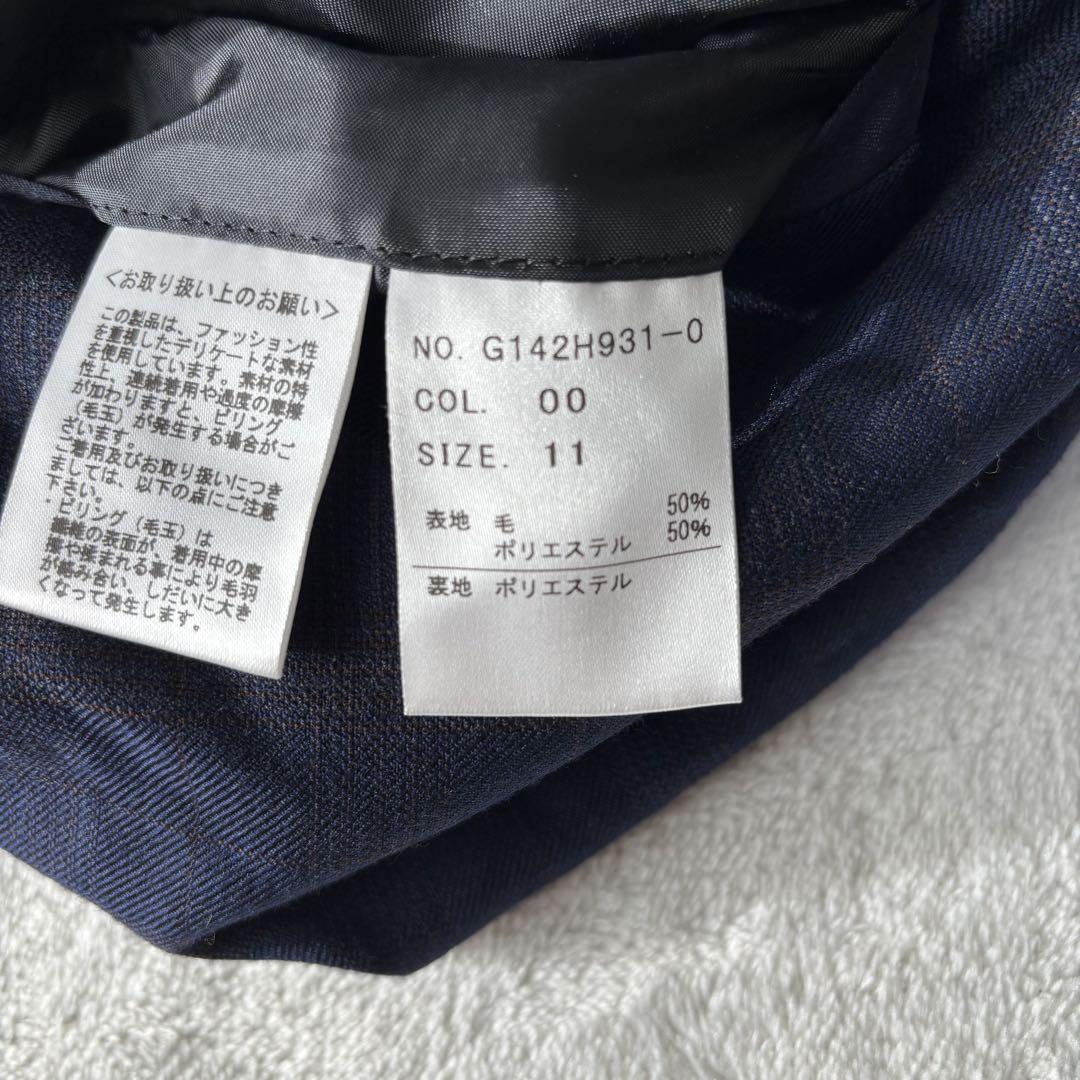 <お取り扱い上のお願い>
この製品は、ファッション性
を重視したデリケートな素材
を使用しています。素材の特
性上、連続着用や過度の摩擦
が加わりますと、ピリング
(毛玉)が発生する場合がご
ざいます。
ご着用及びお取り扱いにつき
ましては、以下の点にご注意
下さい。
・ピリング(毛玉)は
繊維の表面が、着用中の摩
擦や揉まれる事により毛羽
が絡み合い、しだいに大き
くなって発生します。
NO. G142H931-0
COL. 00
SIZE. 11
表地 毛 50%
ポリエステル 50%
裏地 ポリエステル